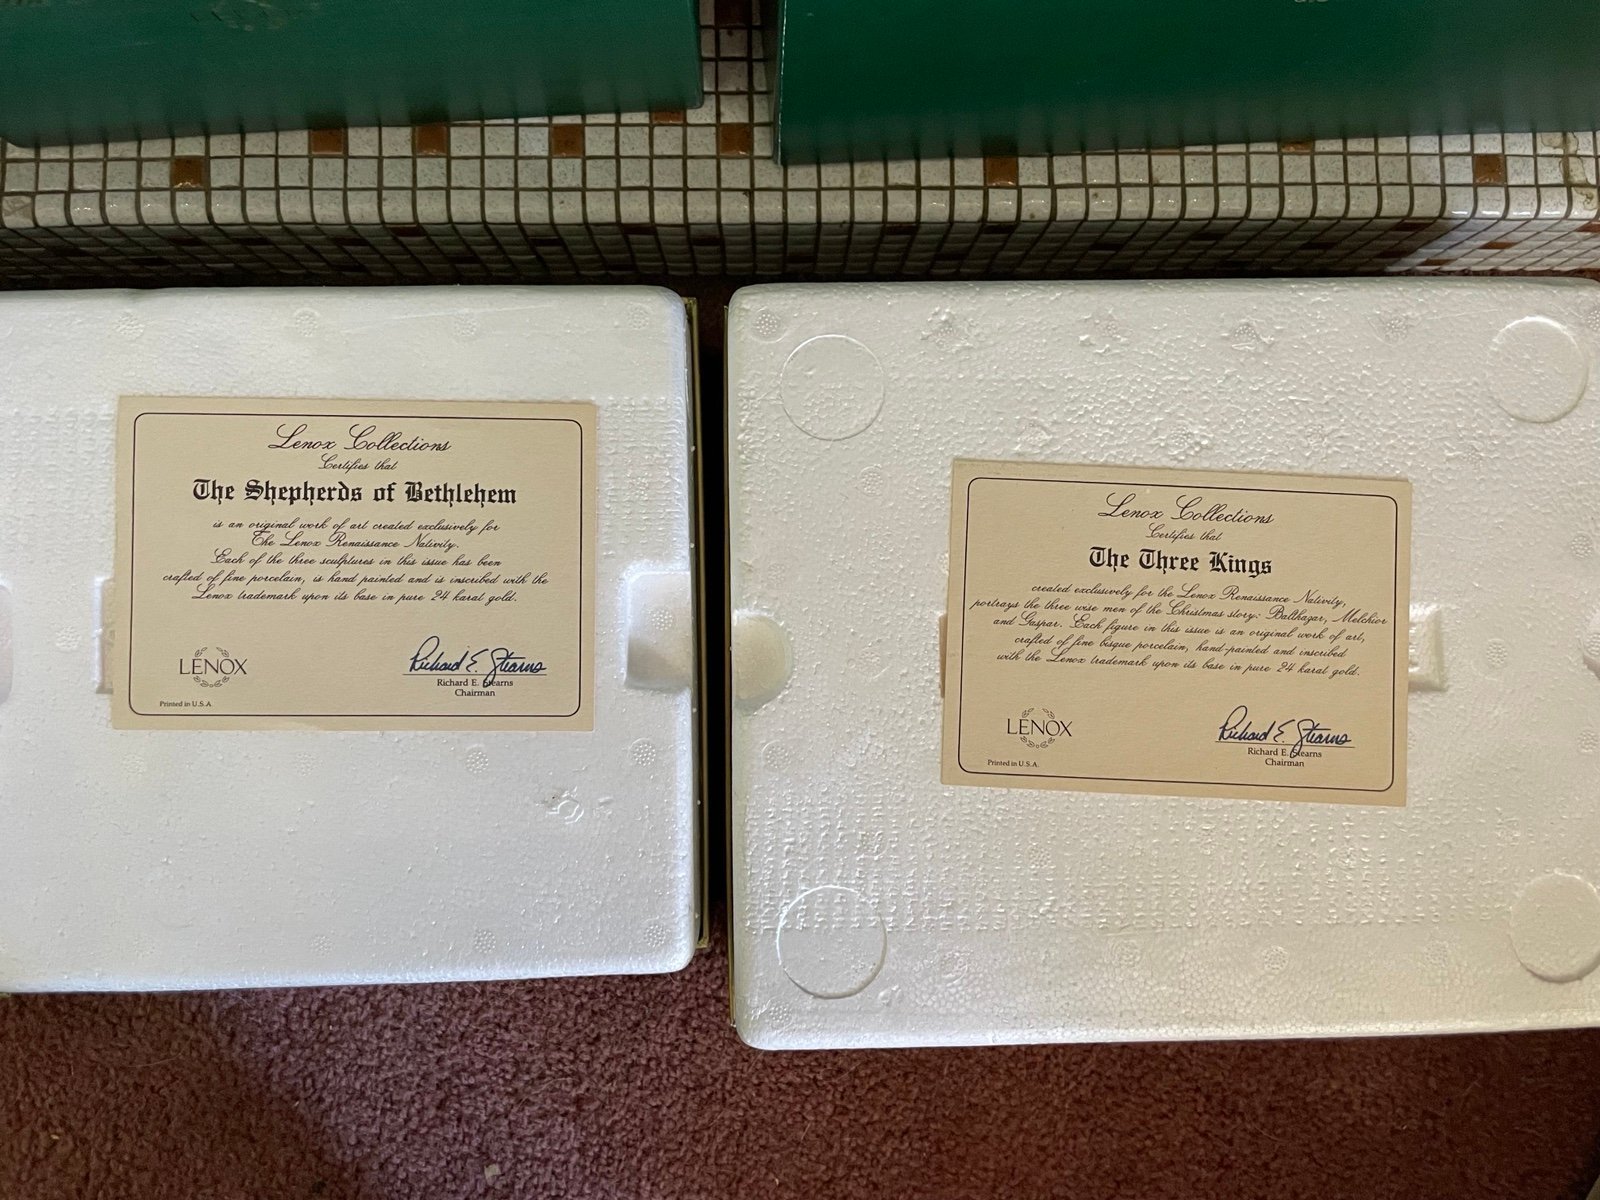 Lenox Collections
Certifies that
The Shepherds of Bethlehem
is an original work of art created exclusively for
The Lenox Renaissance Nativity.
Each of the three sculptures in this issue has been
crafted of fine porcelain, is hand painted and is inscribed with the
Lenox trademark upon its base in pure 24 karat gold.
LENOX
Richard E. Stearns
Richard E. Stearns
Chairman
Printed in U.S.A.
Lenox Collections
Certifies that
The Three Kings
created exclusively for the Lenox Renaissance Nativity,
portrays the three wise men of the Christmas story: Balthazar, Melchior
and Gaspar. Each figure in this issue is an original work of art,
crafted of fine bisque porcelain, hand-painted and inscribed
with the Lenox trademark upon its base in pure 24 karat gold.
LENOX
Richard E. Stearns
Richard E. Stearns
Chairman
Printed in U.S.A.